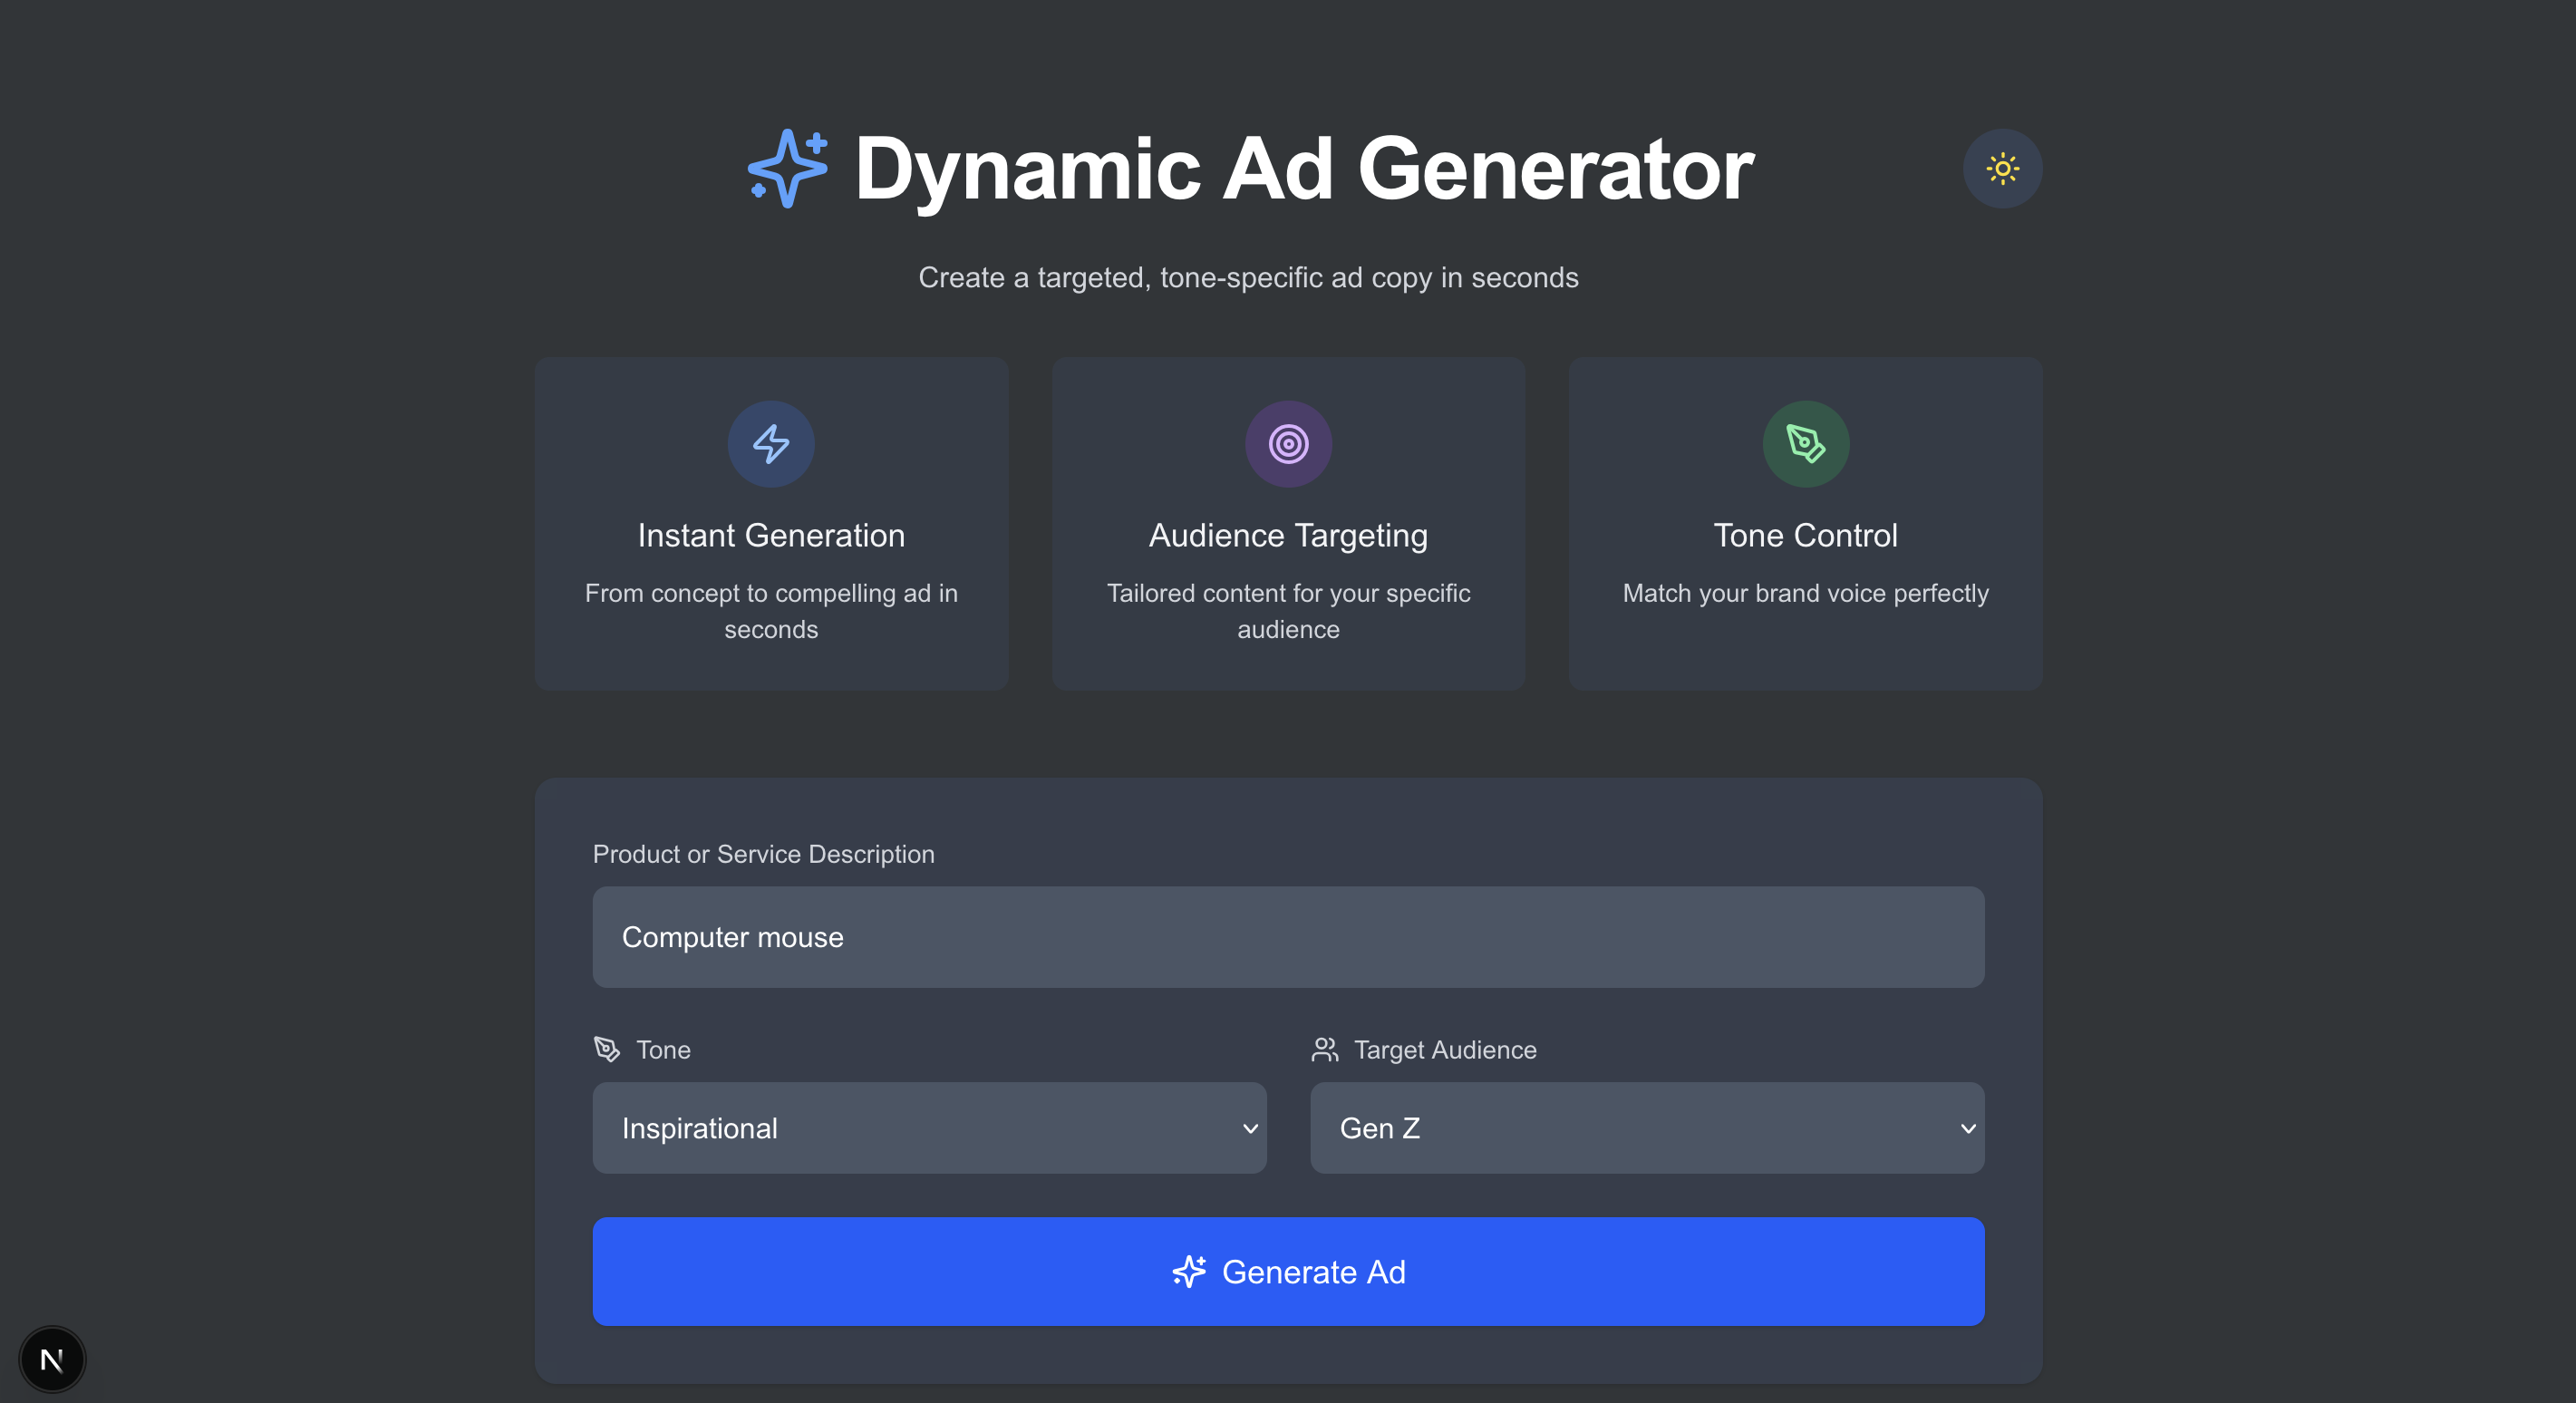 Dynamic Ad Generator
Create a targeted, tone-specific ad copy in seconds
Instant Generation
From concept to compelling ad in
seconds
Audience Targeting
Tailored content for your specific
audience
Tone Control
Match your brand voice perfectly
Product or Service Description
Computer mouse
Tone
Inspirational
Target Audience
Gen Z
Generate Ad
N